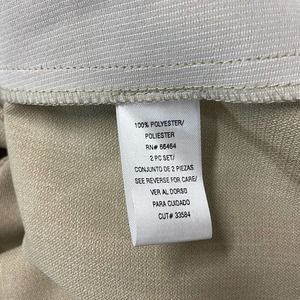 100% POLYESTER/
POLIESTER
RN# 66464
2 PC SET/
CONJUNTO DE 2 PIEZAS
SEE REVERSE FOR CARE/
VER AL DORSO
PARA CUIDADO
CUT# 33584